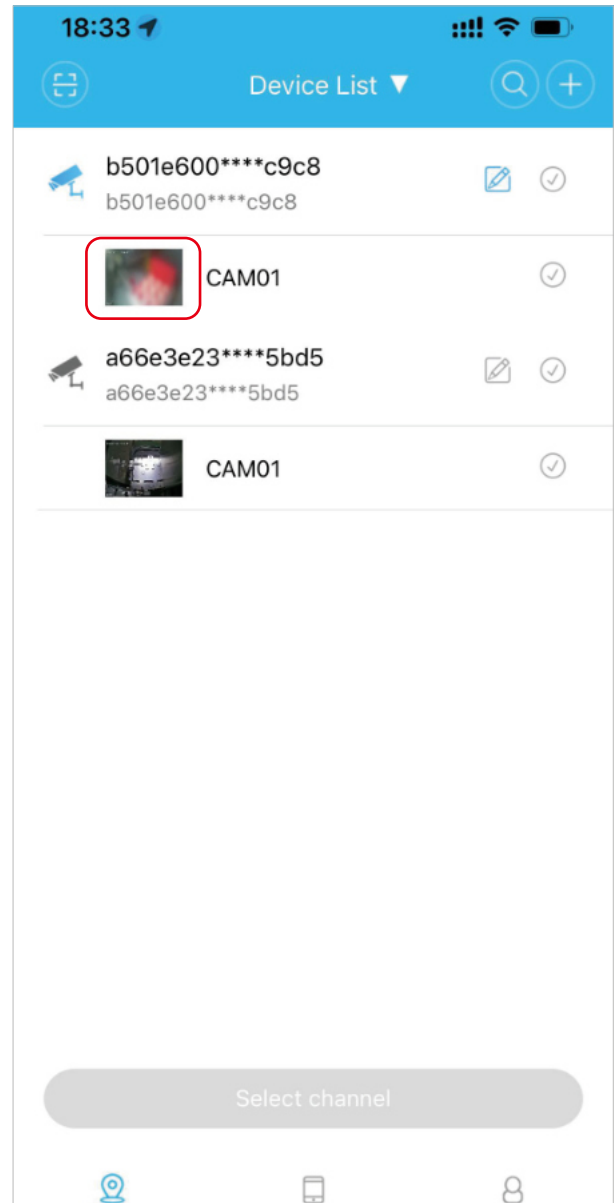 18:33
Device List ▼
b501e600****c9c8
b501e600****c9c8
CAM01
a66e3e23****5bd5
a66e3e23****5bd5
CAM01
Select channel